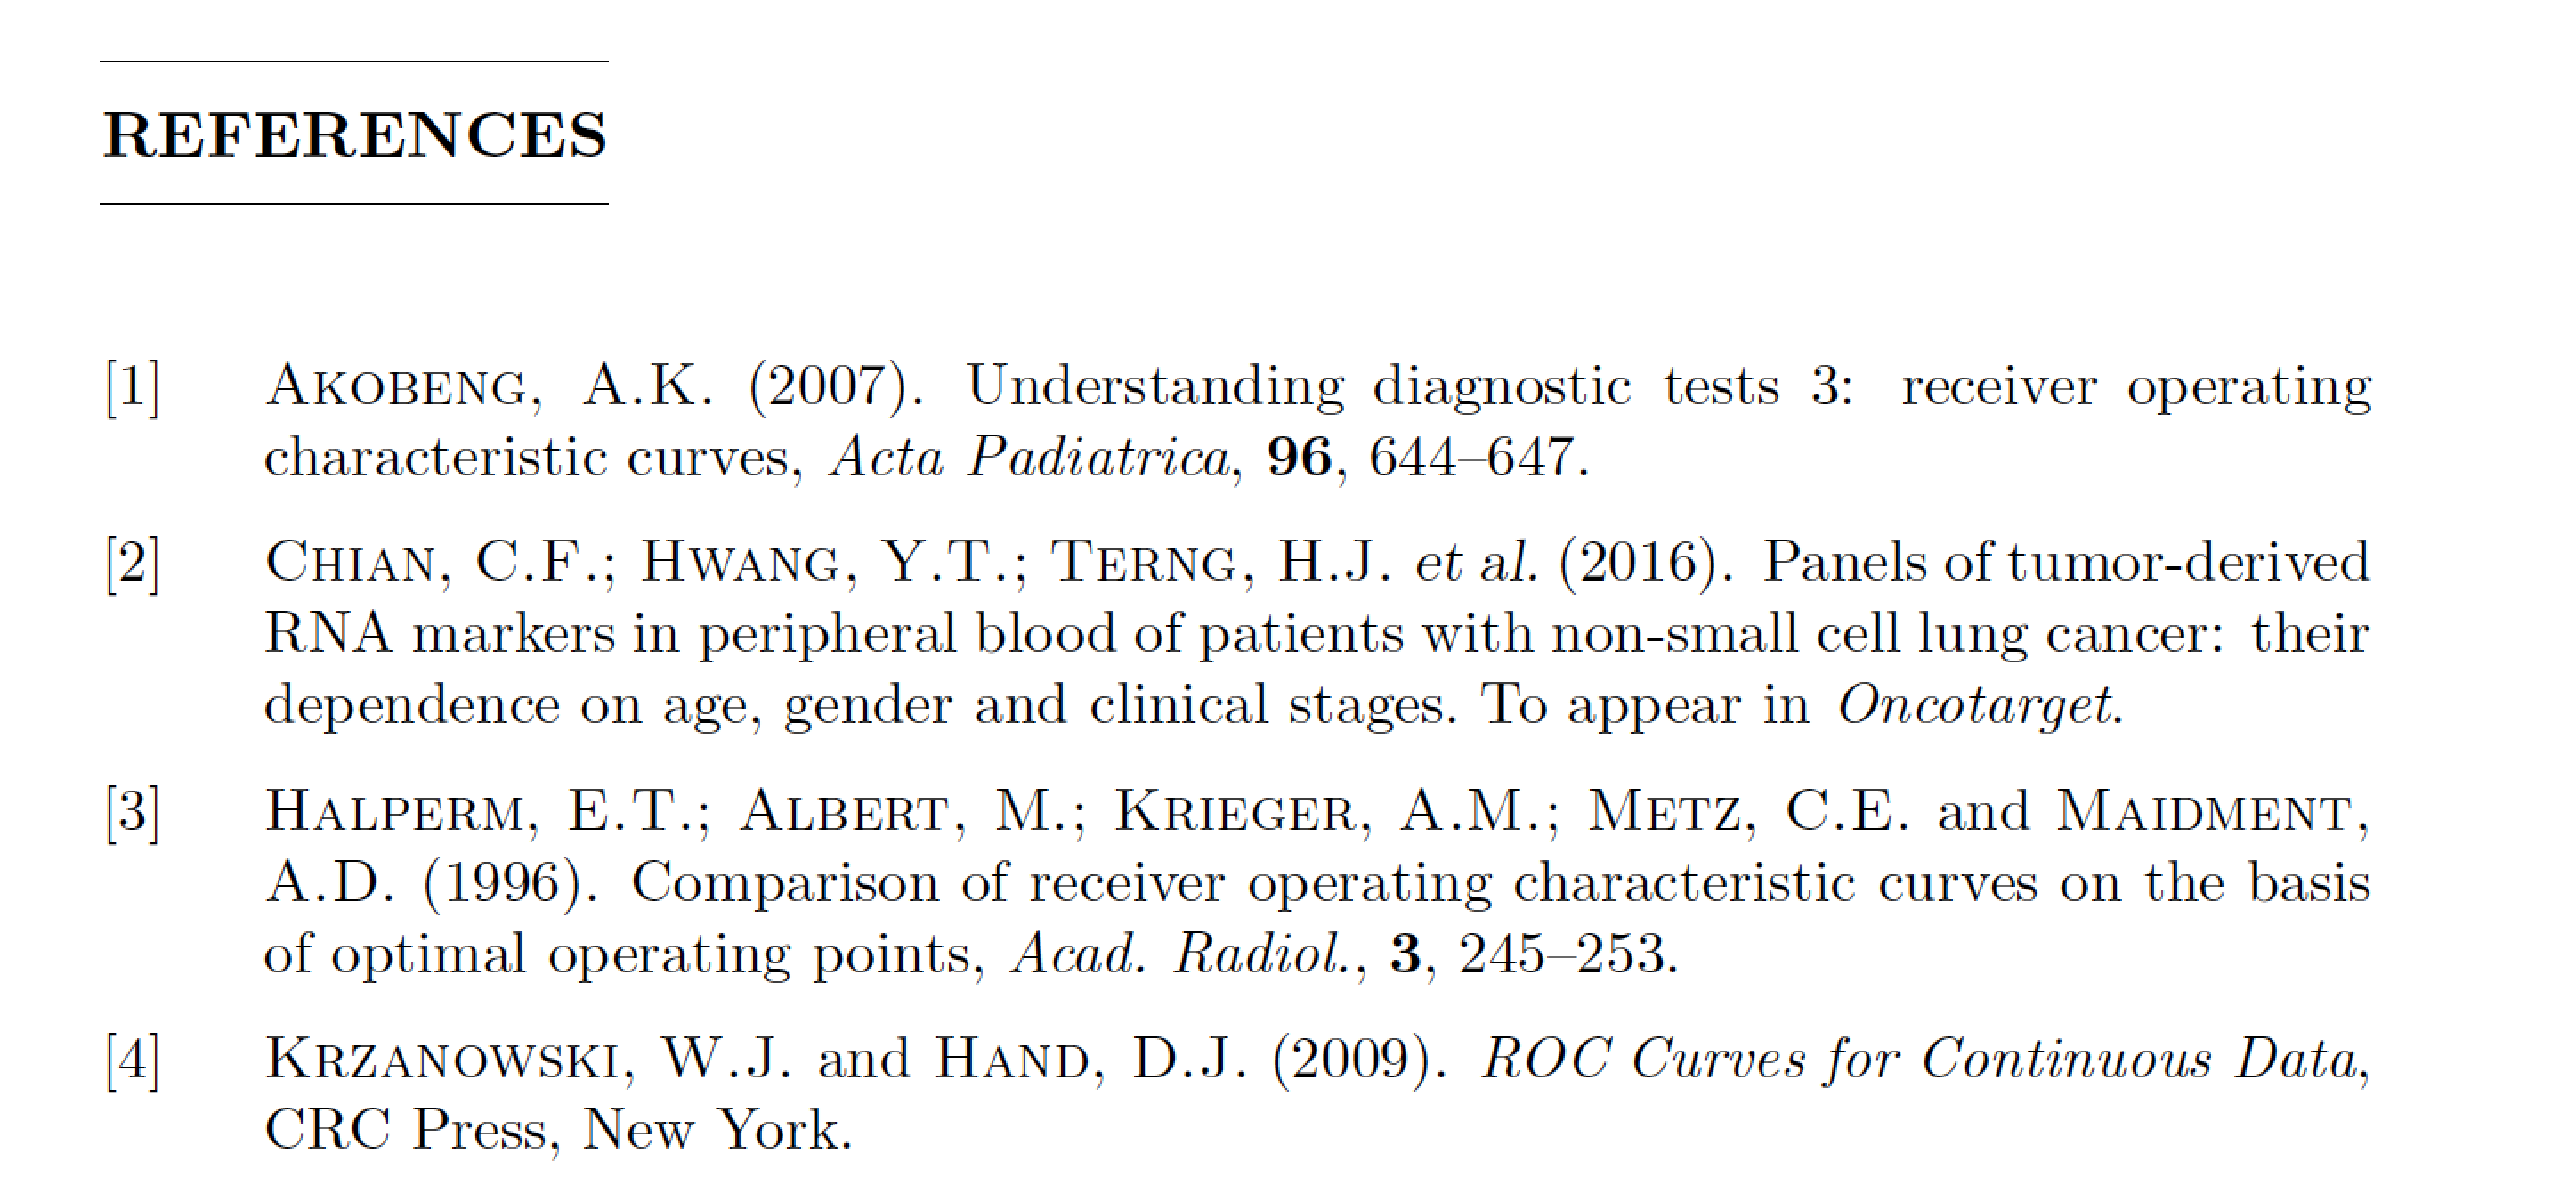 REFERENCES
[1] AKOBENG, A.K. (2007). Understanding diagnostic tests 3: receiver operating
characteristic curves, Acta Padiatrica, 96, 644–647.
[2] CHIAN, C.F.; HWANG, Y.T.; TERNG, H.J. et al. (2016). Panels of tumor-derived
RNA markers in peripheral blood of patients with non-small cell lung cancer: their
dependence on age, gender and clinical stages. To appear in Oncotarget.
[3] HALPERM, E.T.; ALBERT, M.; KRIEGER, A.M.; METZ, C.E. and MAIDMENT,
A.D. (1996). Comparison of receiver operating characteristic curves on the basis
of optimal operating points, Acad. Radiol., 3, 245–253.
[4] KRZANOWSKI, W.J. and HAND, D.J. (2009). ROC Curves for Continuous Data,
CRC Press, New York.